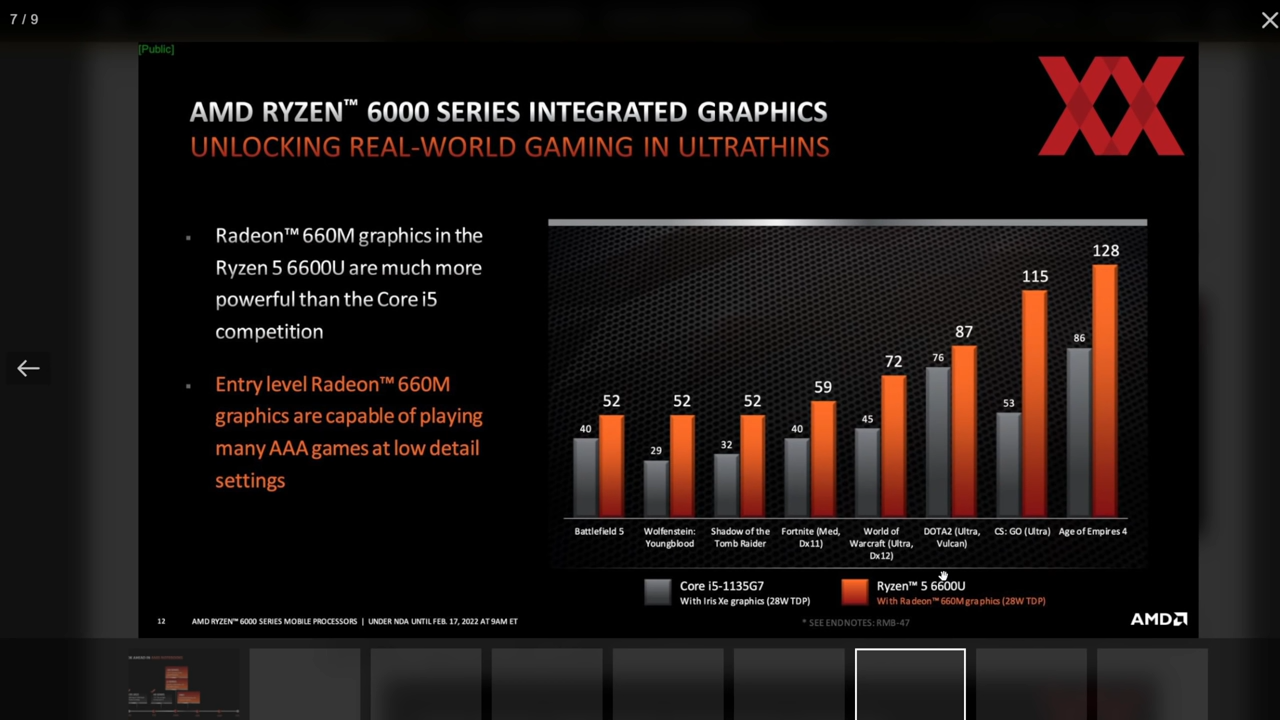 7 / 9
[Public]
AMD RYZEN™ 6000 SERIES INTEGRATED GRAPHICS
UNLOCKING REAL-WORLD GAMING IN ULTRATHINS
Radeon™ 660M graphics in the
Ryzen 5 6600U are much more
powerful than the Core i5
competition
Entry level Radeon™ 660M
graphics are capable of playing
many AAA games at low detail
settings
40 52
29 52
32 52
40 59
45 72
76 87
53 115
86 128
Battlefield 5
Wolfenstein:
Youngblood
Shadow of the
Tomb Raider
Fortnite (Med,
Dx11)
World of
Warcraft (Ultra,
Dx12)
DOTA2 (Ultra,
Vulcan)
CS: GO (Ultra)
Age of Empires 4
Core i5-1135G7
With Iris Xe graphics (28W TDP)
Ryzen™ 5 6600U
With Radeon™ 660M graphics (28W TDP)
12 AMD RYZEN™ 6000 SERIES MOBILE PROCESSORS | UNDER NDA UNTIL FEB. 17, 2022 AT 9AM ET
* SEE ENDNOTES: RMB-47
AMD